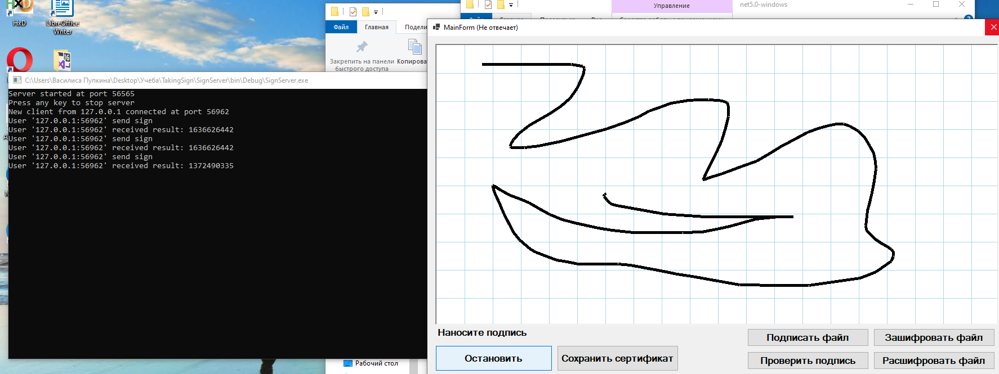 HxD
LibreOffice
Writer
Файл
Главная
Управление
net5.0-windows
MainForm (Не отвечает)
Закрепить на панели
быстрого доступа
C:\Users\Василиса Пупкина\Desktop\Учеба\TakingSign\SignServer\bin\Debug\SignServer.exe
Server started at port 56565
Press any key to stop server
New client from 127.0.0.1 connected at port 56962
User '127.0.0.1:56962' send sign
User '127.0.0.1:56962' received result: 1636626442
User '127.0.0.1:56962' send sign
User '127.0.0.1:56962' received result: 1636626442
User '127.0.0.1:56962' send sign
User '127.0.0.1:56962' received result: 1372490335
Наносите подпись
Остановить
Сохранить сертификат
Подписать файл
Зашифровать файл
Проверить подпись
Расшифровать файл
Рабочий стол